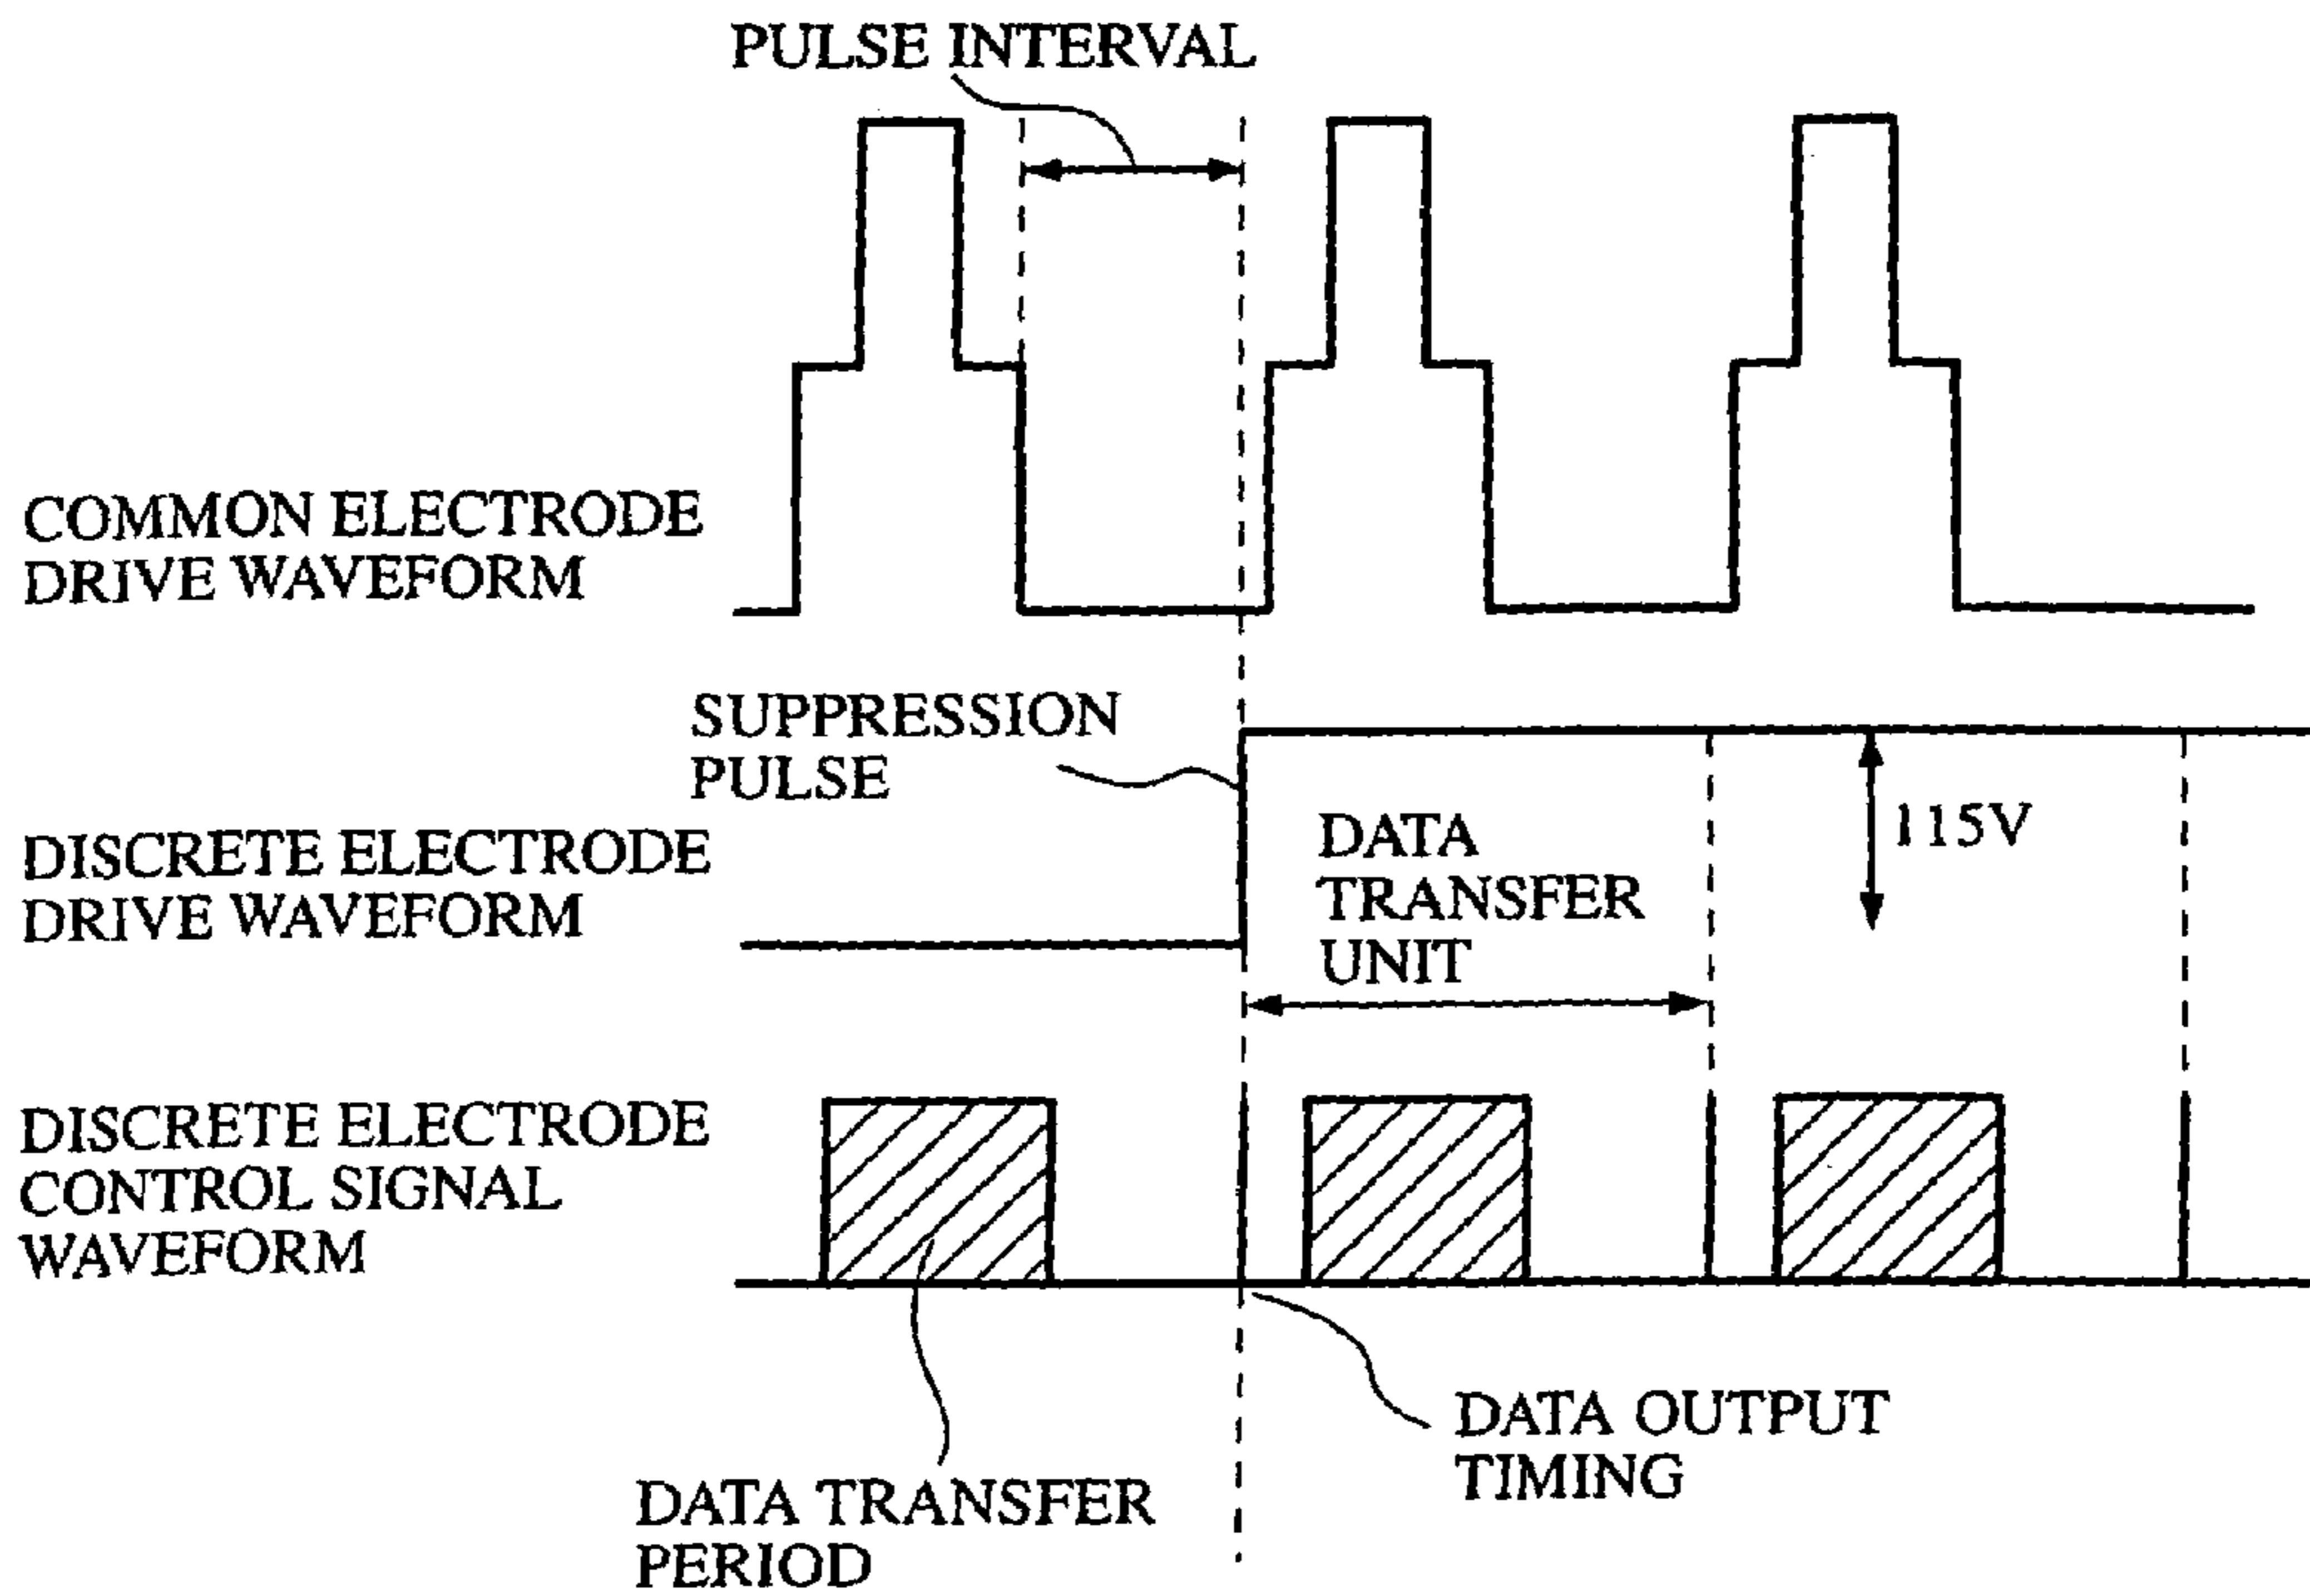 PULSE INTERVAL
COMMON ELECTRODE
DRIVE WAVEFORM
SUPPRESSION
PULSE
DISCRETE ELECTRODE
DRIVE WAVEFORM
DATA
TRANSFER
UNIT
115V
DISCRETE ELECTRODE
CONTROL SIGNAL
WAVEFORM
DATA OUTPUT
TIMING
DATA TRANSFER
PERIOD